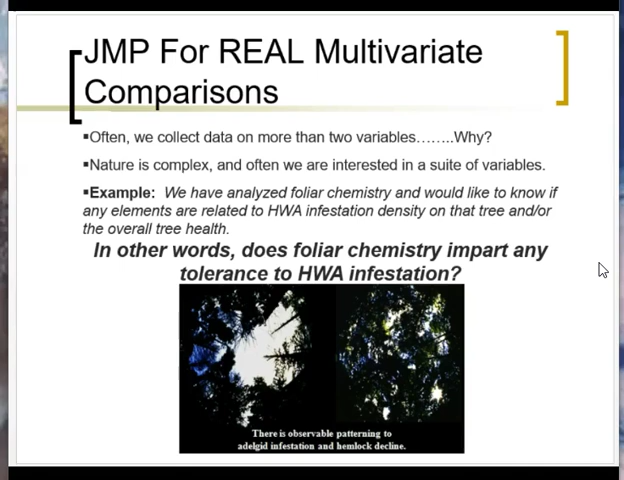 JMP For REAL Multivariate
Comparisons
▪Often, we collect data on more than two variables……..Why?
▪Nature is complex, and often we are interested in a suite of variables.
▪Example: We have analyzed foliar chemistry and would like to know if
any elements are related to HWA infestation density on that tree and/or
the overall tree health.
In other words, does foliar chemistry impart any
tolerance to HWA infestation?
There is observable patterning to
adelgid infestation and hemlock decline.